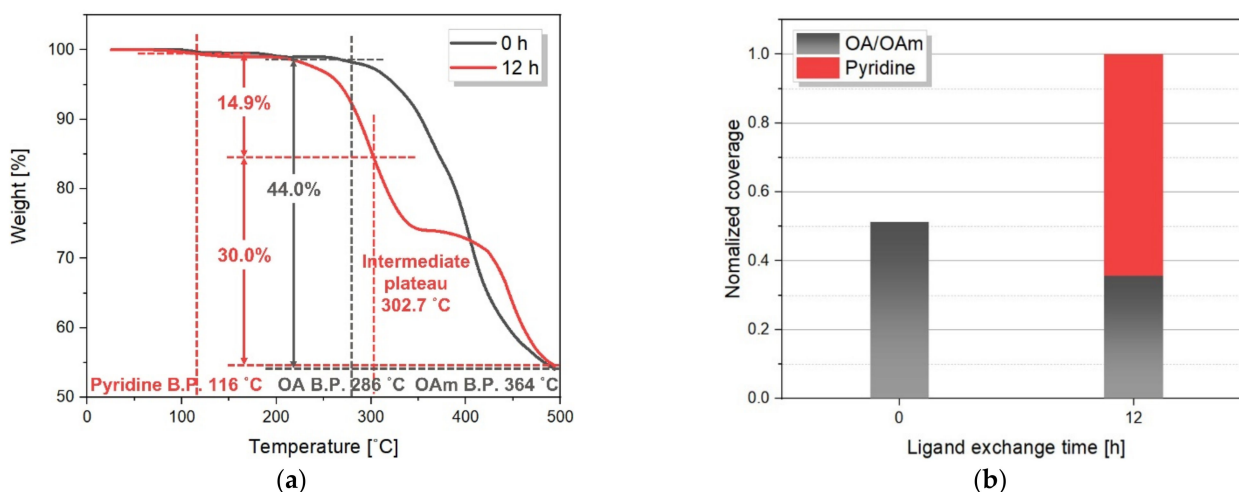 100
90
80
70
60
50
Weight [%]
0 h
12 h
14.9%
44.0%
30.0%
Intermediate
plateau
302.7 ˚C
Pyridine B.P. 116 ˚C OA B.P. 286 ˚C OAm B.P. 364 ˚C
0 100 200 300 400 500
Temperature [˚C]
(a)
OA/OAm
Pyridine
1.0
0.8
0.6
0.4
0.2
0.0
Nomalized coverage
0 12
Ligand exchange time [h]
(b)